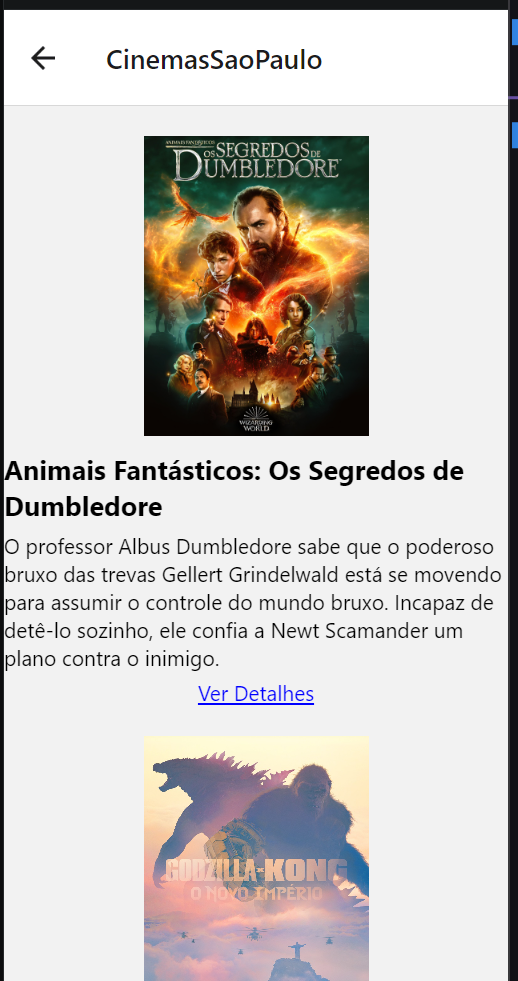 CinemasSaoPaulo
ANIMAIS FANTÁSTICOS
OS SEGREDOS DE
DUMBLEDORE
WIZARDING
WORLD
Animais Fantásticos: Os Segredos de
Dumbledore
O professor Albus Dumbledore sabe que o poderoso
bruxo das trevas Gellert Grindelwald está se movendo
para assumir o controle do mundo bruxo. Incapaz de
detê-lo sozinho, ele confia a Newt Scamander um
plano contra o inimigo.
Ver Detalhes
GODZILLA × KONG
O NOVO IMPÉRIO